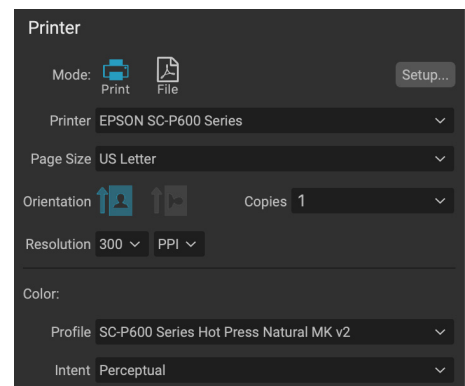 Printer
Mode: Print File Setup...
Printer EPSON SC-P600 Series
Page Size US Letter
Orientation Copies 1
Resolution 300 PPI
Color:
Profile SC-P600 Series Hot Press Natural MK v2
Intent Perceptual